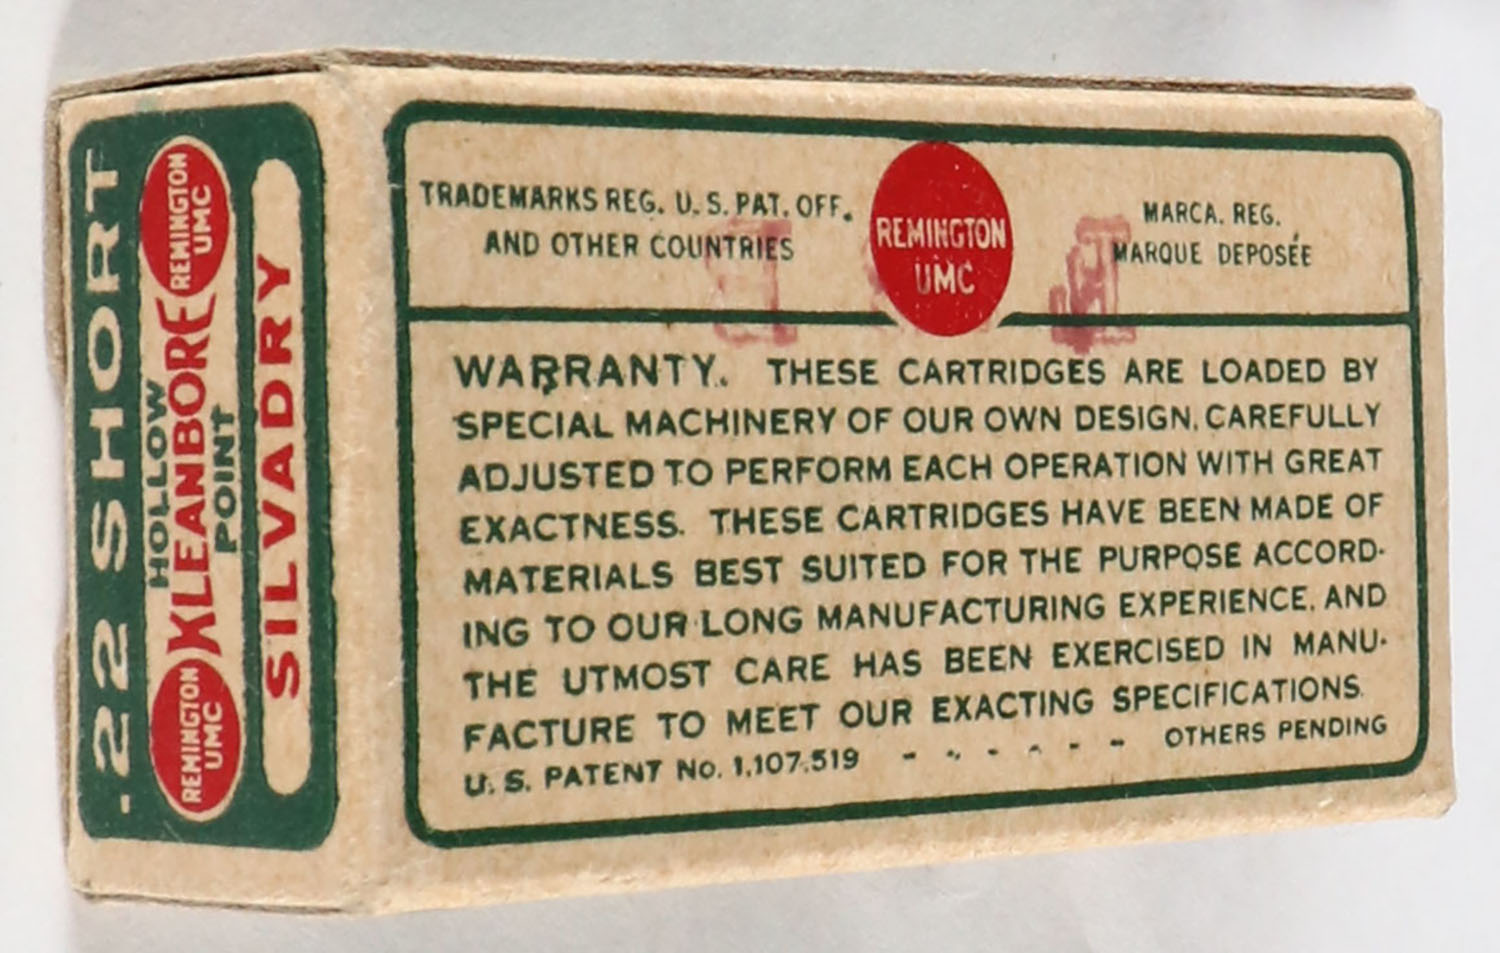 .22 SHORT
HOLLOW
REMINGTON
UMC
KLEANBORE
REMINGTON
UMC
POINT
SILVADRY
TRADEMARKS REG. U.S. PAT. OFF.
AND OTHER COUNTRIES
REMINGTON
UMC
MARCA. REG.
MARQUE DEPOSÉE
WARRANTY. THESE CARTRIDGES ARE LOADED BY
SPECIAL MACHINERY OF OUR OWN DESIGN, CAREFULLY
ADJUSTED TO PERFORM EACH OPERATION WITH GREAT
EXACTNESS. THESE CARTRIDGES HAVE BEEN MADE OF
MATERIALS BEST SUITED FOR THE PURPOSE ACCORD-
ING TO OUR LONG MANUFACTURING EXPERIENCE, AND
THE UTMOST CARE HAS BEEN EXERCISED IN MANU-
FACTURE TO MEET OUR EXACTING SPECIFICATIONS.
U.S. PATENT No. 1,107,519 - - - - - - OTHERS PENDING